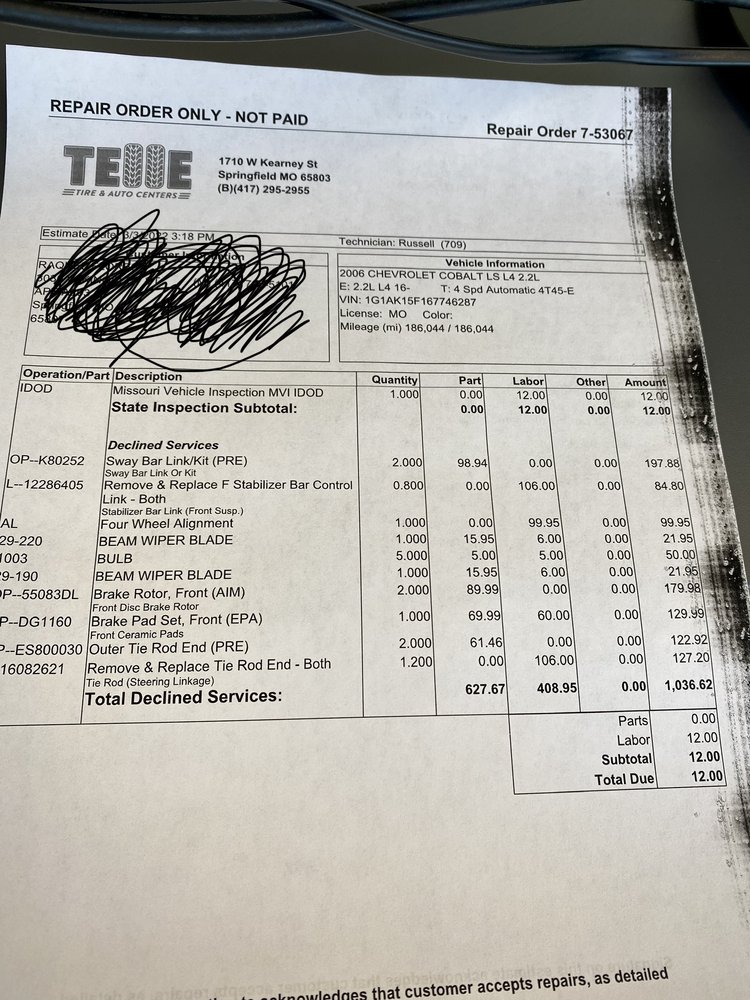 REPAIR ORDER ONLY - NOT PAID
Repair Order 7-53067
TELLE
TIRE & AUTO CENTERS
1710 W Kearney St
Springfield MO 65803
(B)(417) 295-2955
Estimate 3:18 PM
Technician: Russell (709)
Vehicle Information
2006 CHEVROLET COBALT LS L4 2.2L
E: 2.2L L4 16- T: 4 Spd Automatic 4T45-E
VIN: 1G1AK15F167746287
License: MO Color:
Mileage (mi) 186,044 / 186,044
Operation/Part Description Quantity Part Labor Other Amount
IDOD Missouri Vehicle Inspection MVI IDOD 1.000 0.00 12.00 0.00 12.00
State Inspection Subtotal: 0.00 12.00 0.00 12.00
Declined Services
OP--K80252 Sway Bar Link/Kit (PRE) 2.000 98.94 0.00 0.00 197.88
Sway Bar Link Or Kit
L--12286405 Remove & Replace F Stabilizer Bar Control 0.800 0.00 106.00 0.00 84.80
Link - Both
Stabilizer Bar Link (Front Susp.)
AL Four Wheel Alignment 1.000 0.00 99.95 0.00 99.95
29-220 BEAM WIPER BLADE 1.000 15.95 6.00 0.00 21.95
1003 BULB 5.000 5.00 5.00 0.00 50.00
29-190 BEAM WIPER BLADE 1.000 15.95 6.00 0.00 21.95
OP--55083DL Brake Rotor, Front (AIM) 2.000 89.99 0.00 0.00 179.98
Front Disc Brake Rotor
P--DG1160 Brake Pad Set, Front (EPA) 1.000 69.99 60.00 0.00 129.99
Front Ceramic Pads
P--ES800030 Outer Tie Rod End (PRE) 2.000 61.46 0.00 0.00 122.92
16082621 Remove & Replace Tie Rod End - Both 1.200 0.00 106.00 0.00 127.20
Tie Rod (Steering Linkage)
Total Declined Services: 627.67 408.95 0.00 1,036.62
Parts 0.00
Labor 12.00
Subtotal 12.00
Total Due 12.00
acknowledges that customer accepts repairs, as detailed